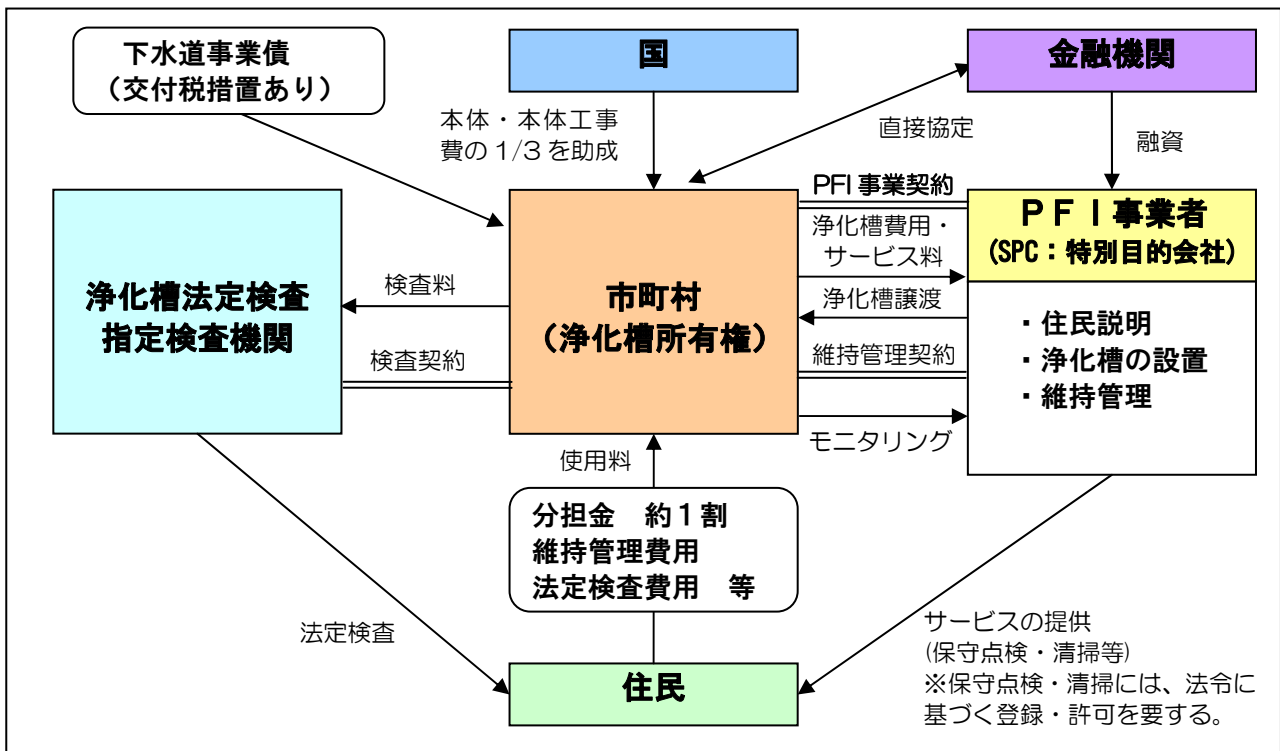 下水道事業債
（交付税措置あり）
国
金融機関
本体・本体工事
費の 1/3 を助成
直接協定
融資
PFI 事業契約
ＰＦＩ事業者
(SPC：特別目的会社)
浄化槽費用・
サービス料
浄化槽法定検査
指定検査機関
検査料
市町村
（浄化槽所有権）
浄化槽譲渡
・住民説明
・浄化槽の設置
・維持管理
検査契約
維持管理契約
モニタリング
使用料
分担金　約１割
維持管理費用
法定検査費用　等
法定検査
住民
サービスの提供
(保守点検・清掃等)
※保守点検・清掃には、法令に
基づく登録・許可を要する。